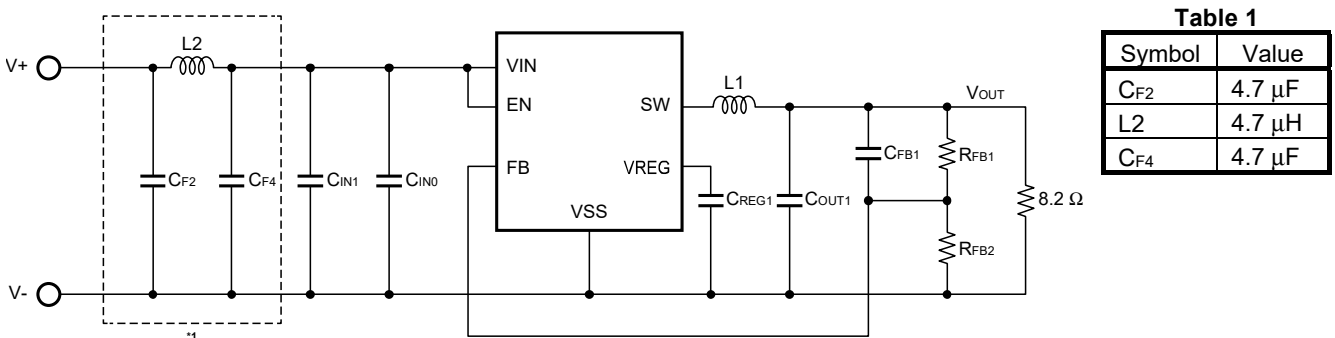 Table 1
Symbol Value
CF2 4.7 μF
L2 4.7 μH
CF4 4.7 μF
L2
V+
VIN
EN
SW
L1
VOUT
FB
VREG
CFB1
RFB1
CF2
CF4
CIN1
CIN0
VSS
CREG1
COUT1
8.2 Ω
RFB2
V-
*1